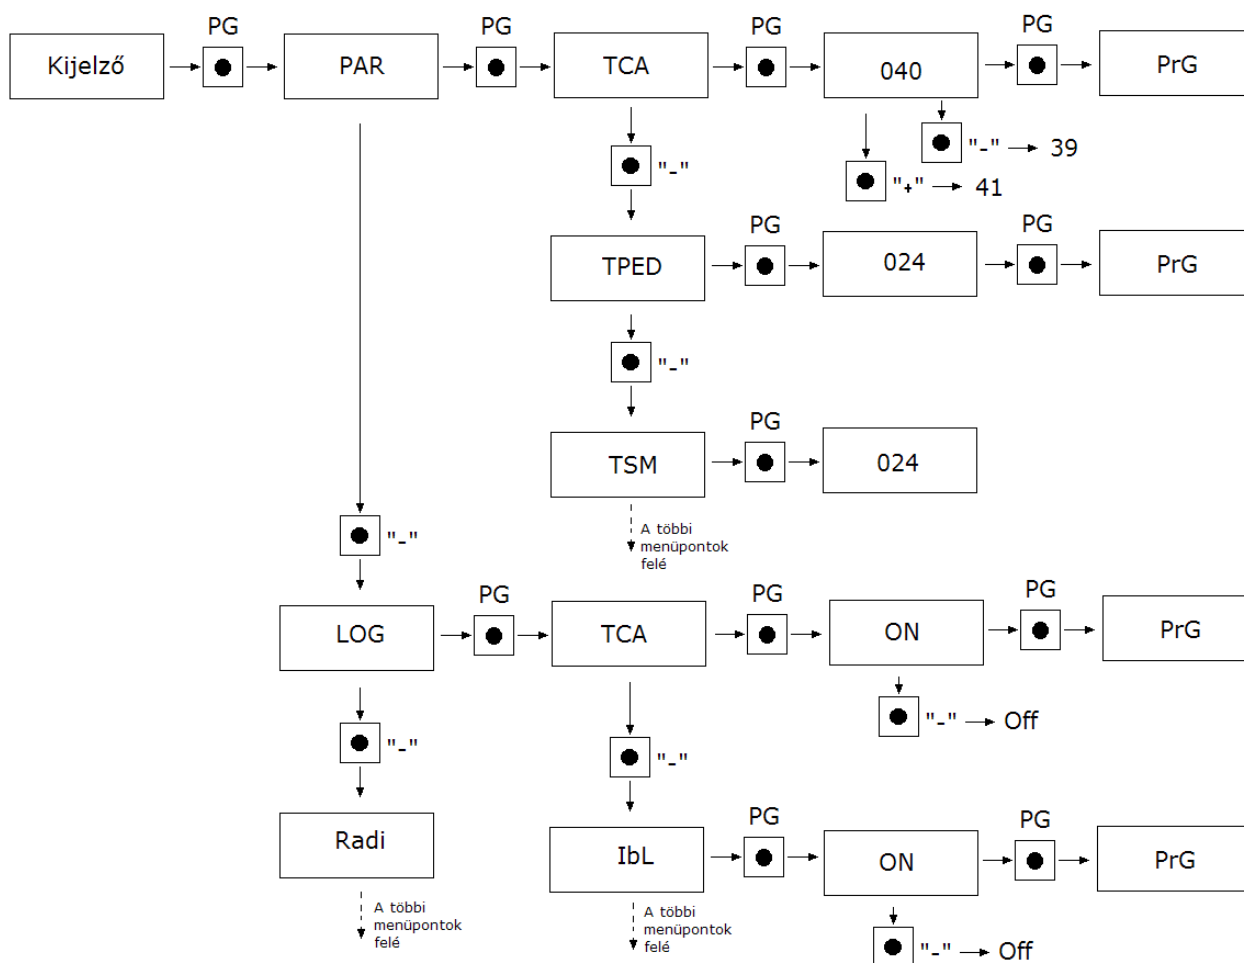 PG
PG
PG
PG
Kijelző
PAR
TCA
040
PrG
"-"
"-" → 39
"+" → 41
PG
PG
TPED
024
PrG
"-"
PG
TSM
024
A többi
menüpontok
felé
"-"
PG
PG
PG
LOG
TCA
ON
PrG
"-" → Off
"-"
"-"
PG
PG
Radi
IbL
ON
PrG
A többi
menüpontok
felé
A többi
menüpontok
felé
"-" → Off